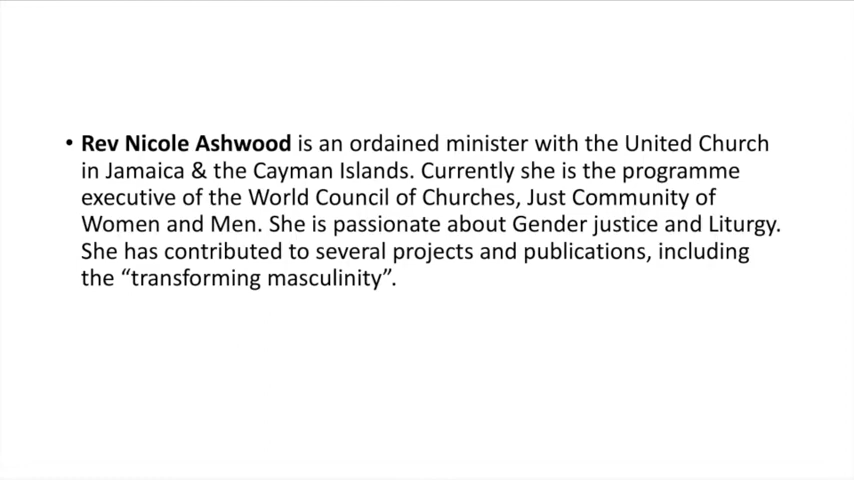 • Rev Nicole Ashwood is an ordained minister with the United Church
in Jamaica & the Cayman Islands. Currently she is the programme
executive of the World Council of Churches, Just Community of
Women and Men. She is passionate about Gender justice and Liturgy.
She has contributed to several projects and publications, including
the “transforming masculinity”.